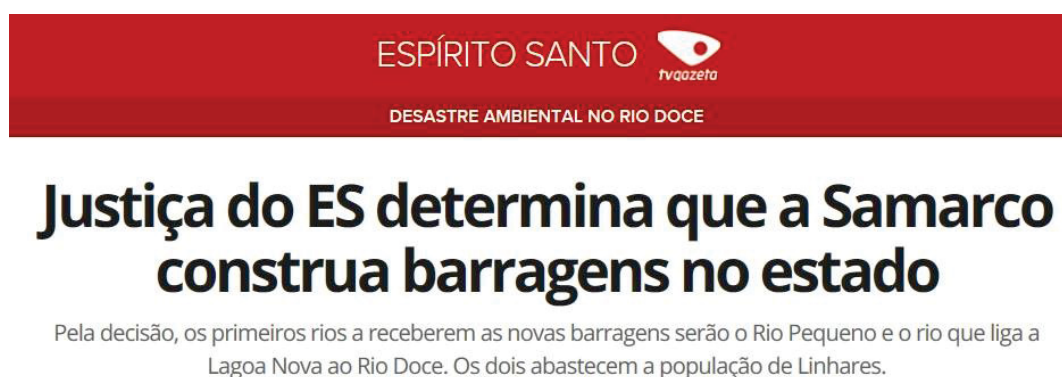 ESPÍRITO SANTO
tvgazeta
DESASTRE AMBIENTAL NO RIO DOCE
Justiça do ES determina que a Samarco
construa barragens no estado
Pela decisão, os primeiros rios a receberem as novas barragens serão o Rio Pequeno e o rio que liga a
Lagoa Nova ao Rio Doce. Os dois abastecem a população de Linhares.